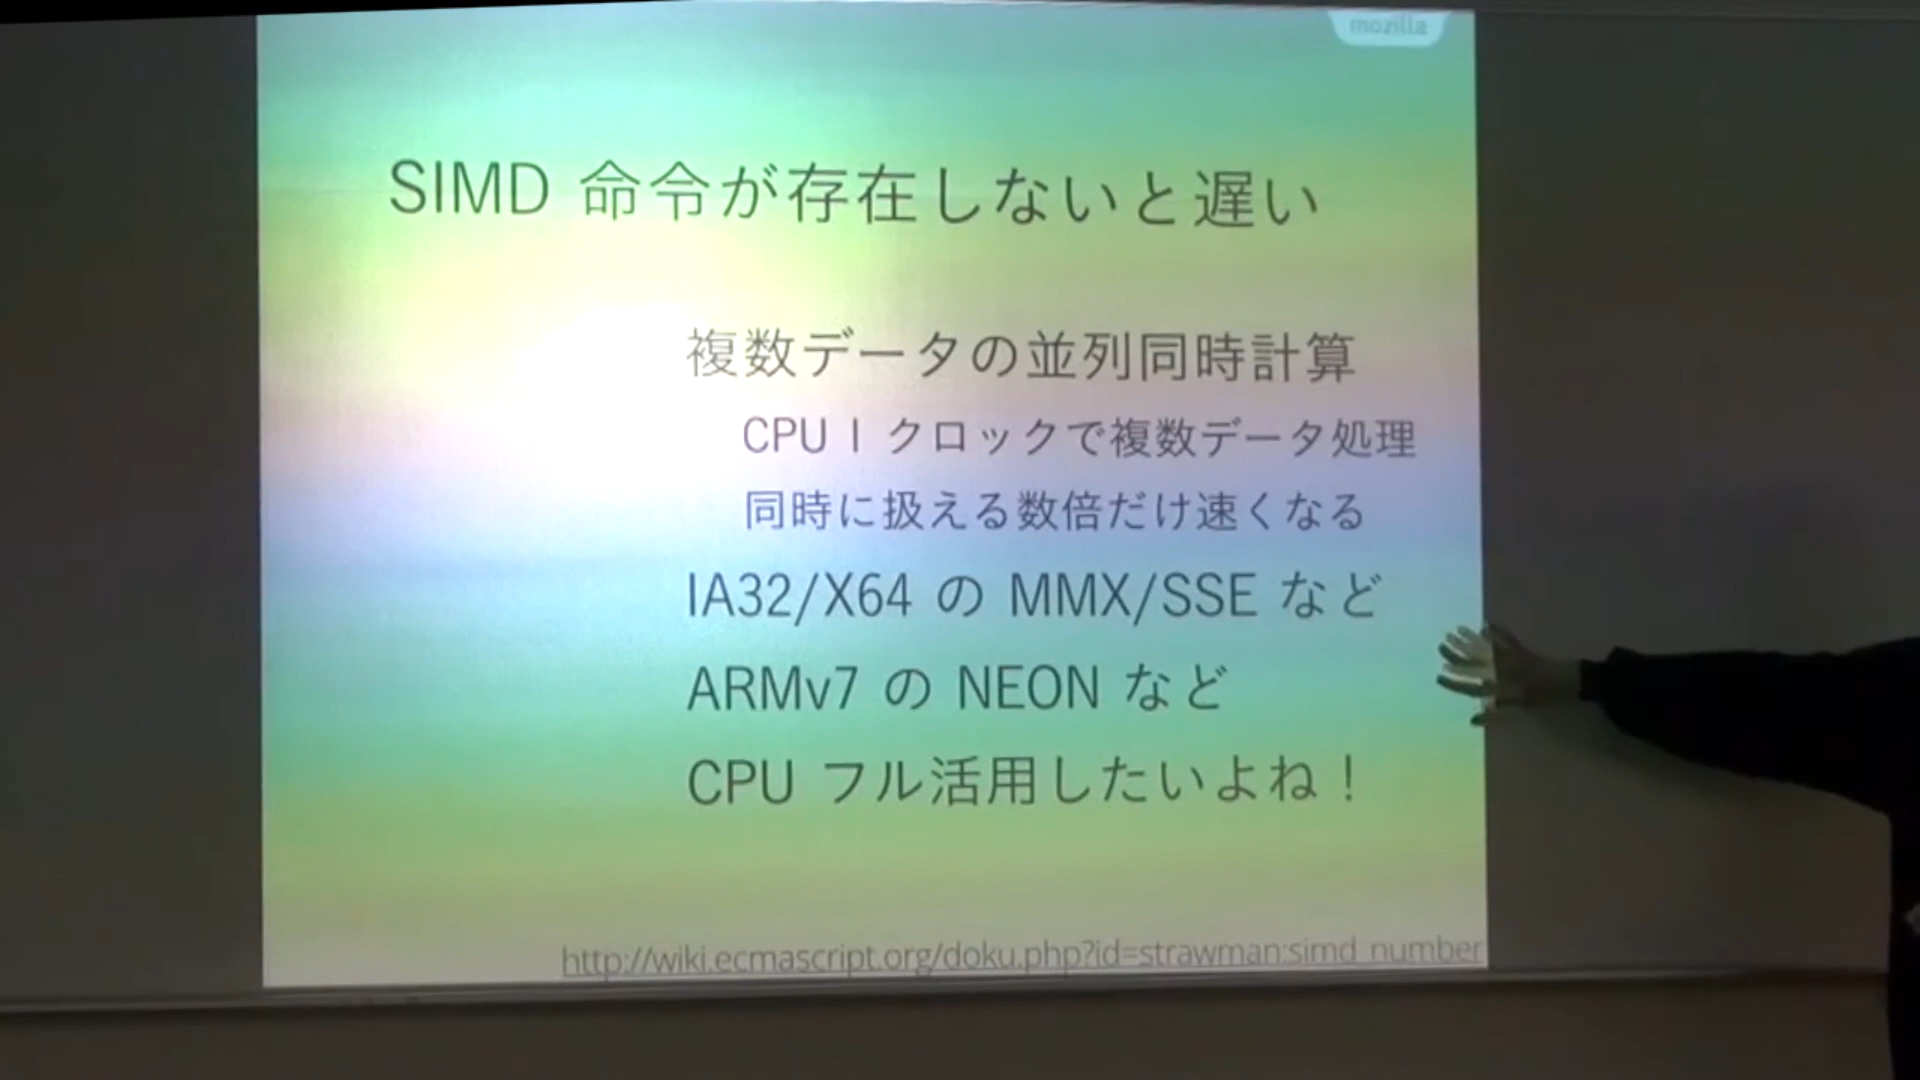 mozilla
SIMD 命令が存在しないと遅い
複数データの並列同時計算
CPU 1 クロックで複数データ処理
同時に扱える数倍だけ速くなる
IA32/X64 の MMX/SSE など
ARMv7 の NEON など
CPU フル活用したいよね！
http://wiki.ecmascript.org/doku.php?id=strawman:simd_number